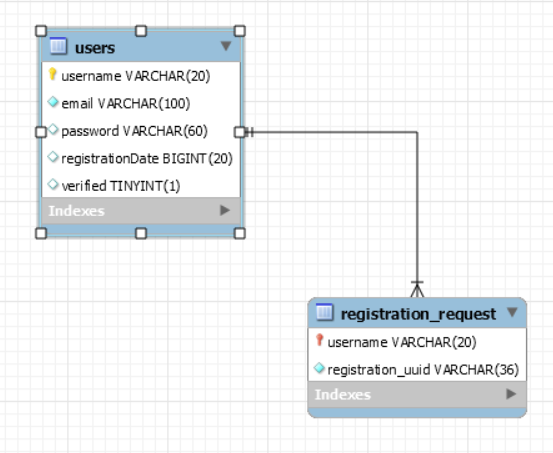 users
username VARCHAR(20)
email VARCHAR(100)
password VARCHAR(60)
registrationDate BIGINT(20)
verified TINYINT(1)
Indexes
registration_request
username VARCHAR(20)
registration_uuid VARCHAR(36)
Indexes